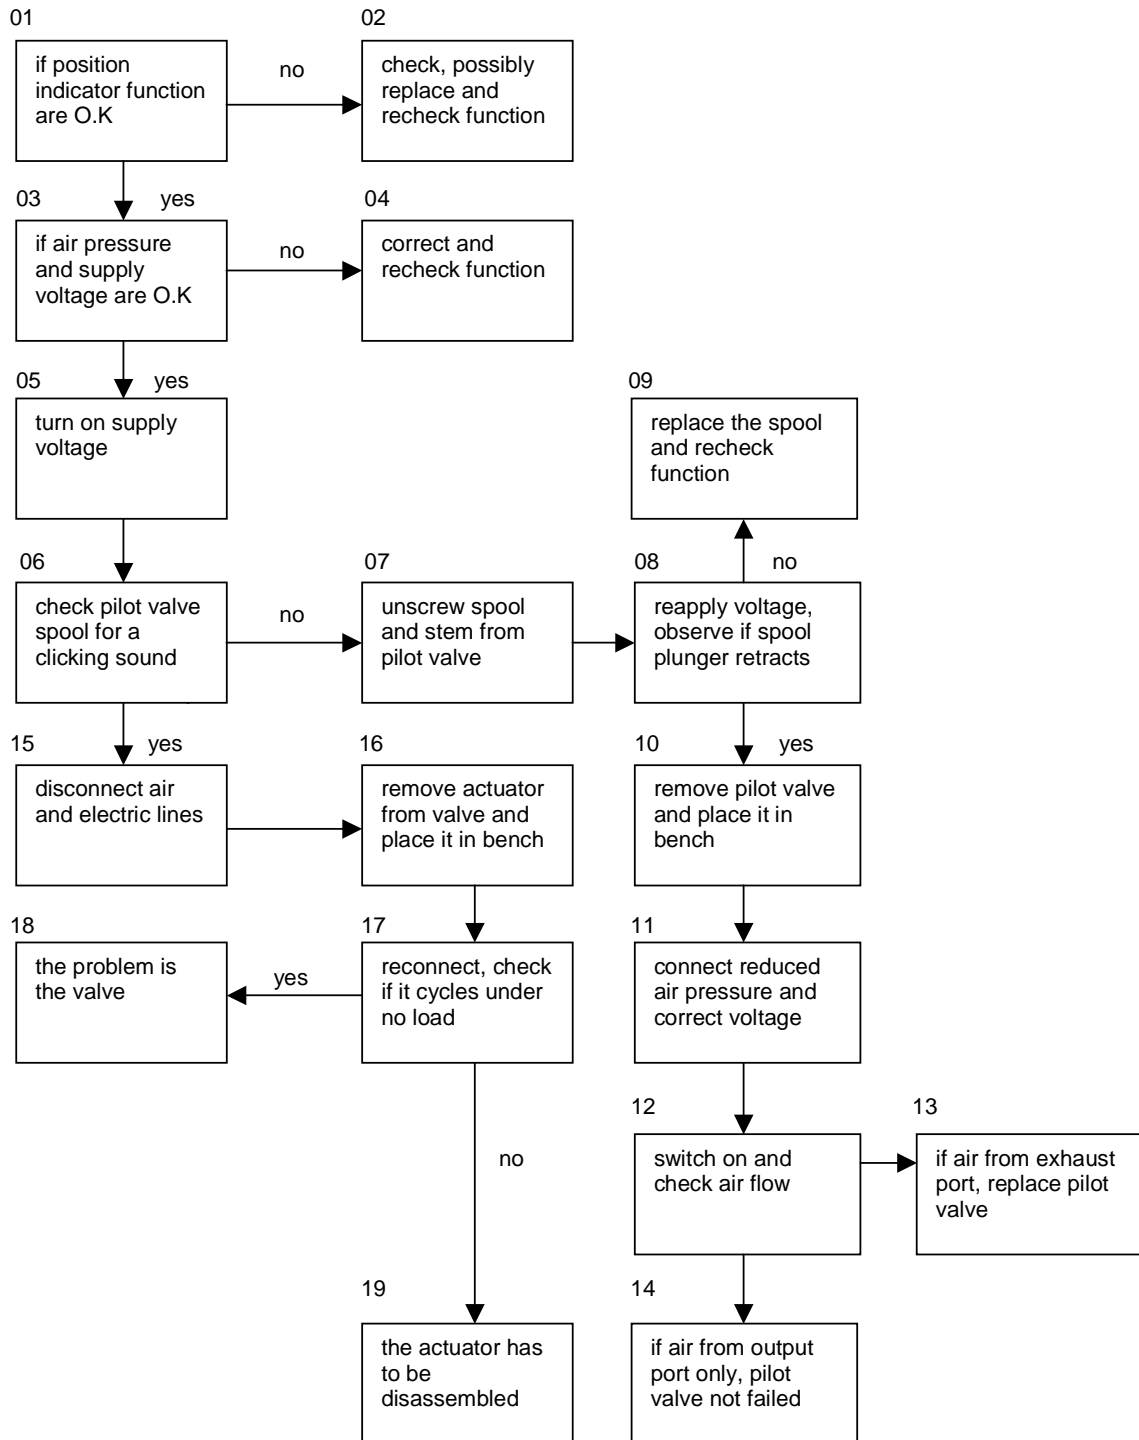 01
if position
indicator function
are O.K
no
02
check, possibly
replace and
recheck function
yes
03
if air pressure
and supply
voltage are O.K
no
04
correct and
recheck function
yes
05
turn on supply
voltage
09
replace the spool
and recheck
function
no
06
check pilot valve
spool for a
clicking sound
no
07
unscrew spool
and stem from
pilot valve
08
reapply voltage,
observe if spool
plunger retracts
yes
15
disconnect air
and electric lines
16
remove actuator
from valve and
place it in bench
yes
10
remove pilot valve
and place it in
bench
18
the problem is
the valve
yes
17
reconnect, check
if it cycles under
no load
11
connect reduced
air pressure and
correct voltage
no
12
switch on and
check air flow
13
if air from exhaust
port, replace pilot
valve
19
the actuator has
to be
disassembled
14
if air from output
port only, pilot
valve not failed